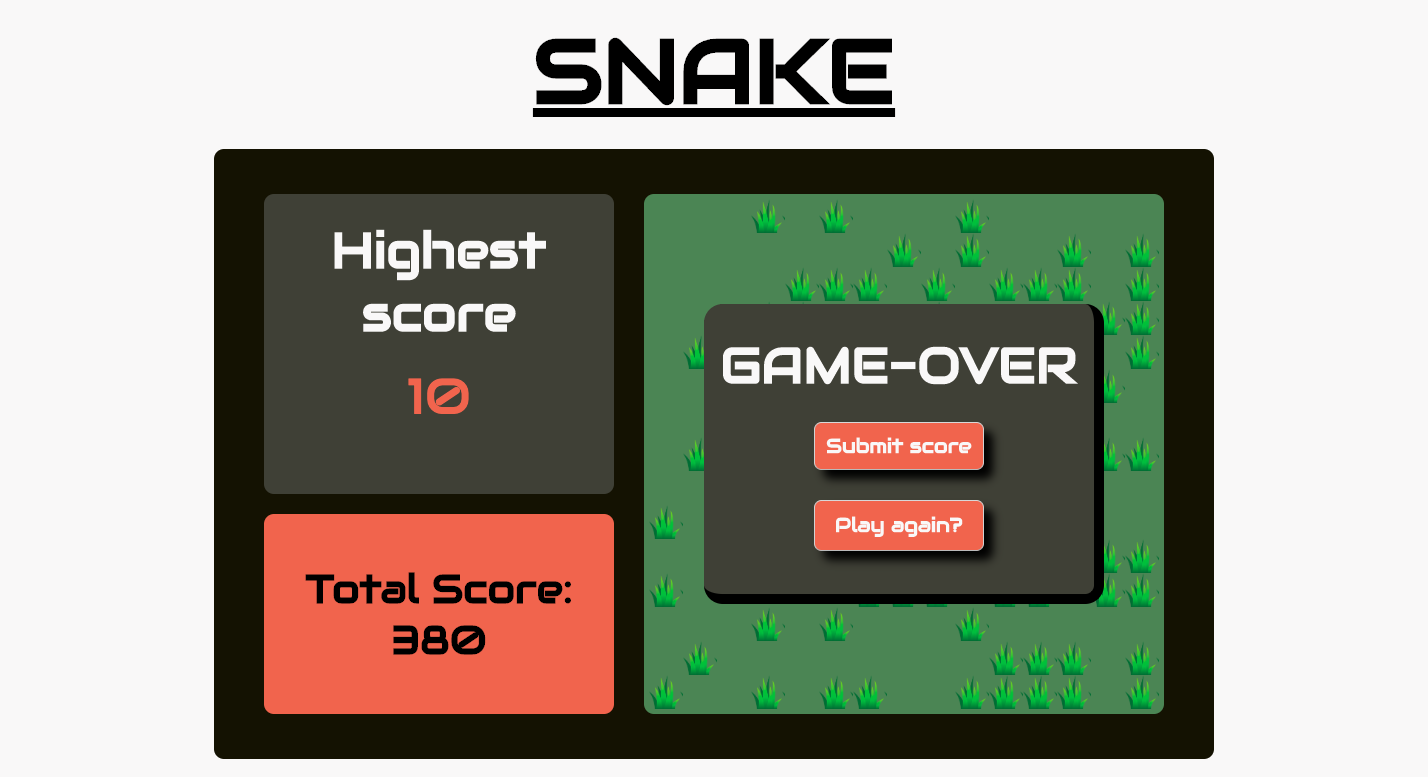 SNAKE
Highest
score
10
Total Score:
380
GAME-OVER
Submit score
Play again?